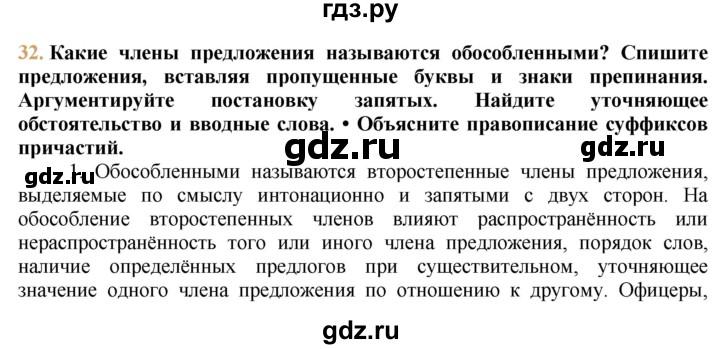 гдз.ру
32. Какие члены предложения называются обособленными? Спишите
предложения, вставляя пропущенные буквы и знаки препинания.
Аргументируйте постановку запятых. Найдите уточняющее
обстоятельство и вводные слова. • Объясните правописание суффиксов
причастий.
gdz.ru gdz.ru gdz.ru
1. Обособленными называются второстепенные члены предложения,
выделяемые по смыслу интонационно и запятыми с двух сторон. На
обособление второстепенных членов влияют распространённость или
нераспространённость того или иного члена предложения, порядок слов,
наличие определённых предлогов при существительном, уточняющее
значение одного члена предложения по отношению к другому. Офицеры,
gdz.ru